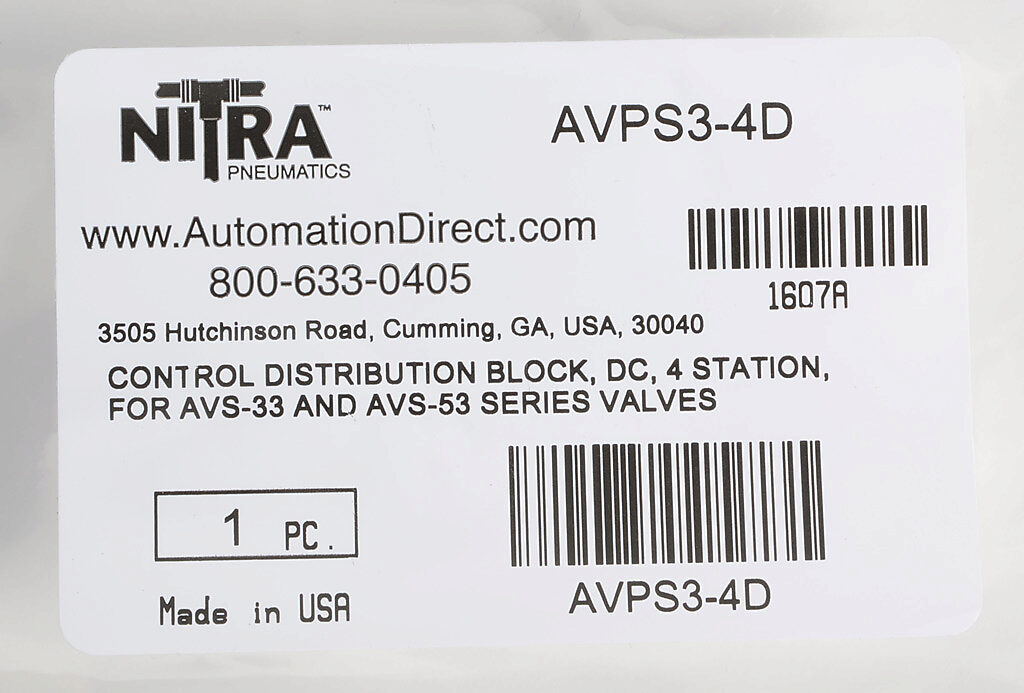 NITRA™
PNEUMATICS
AVPS3-4D
www.AutomationDirect.com
800-633-0405
1607A
3505 Hutchinson Road, Cumming, GA, USA, 30040
CONTROL DISTRIBUTION BLOCK, DC, 4 STATION,
FOR AVS-33 AND AVS-53 SERIES VALVES
1 PC.
Made in USA
AVPS3-4D